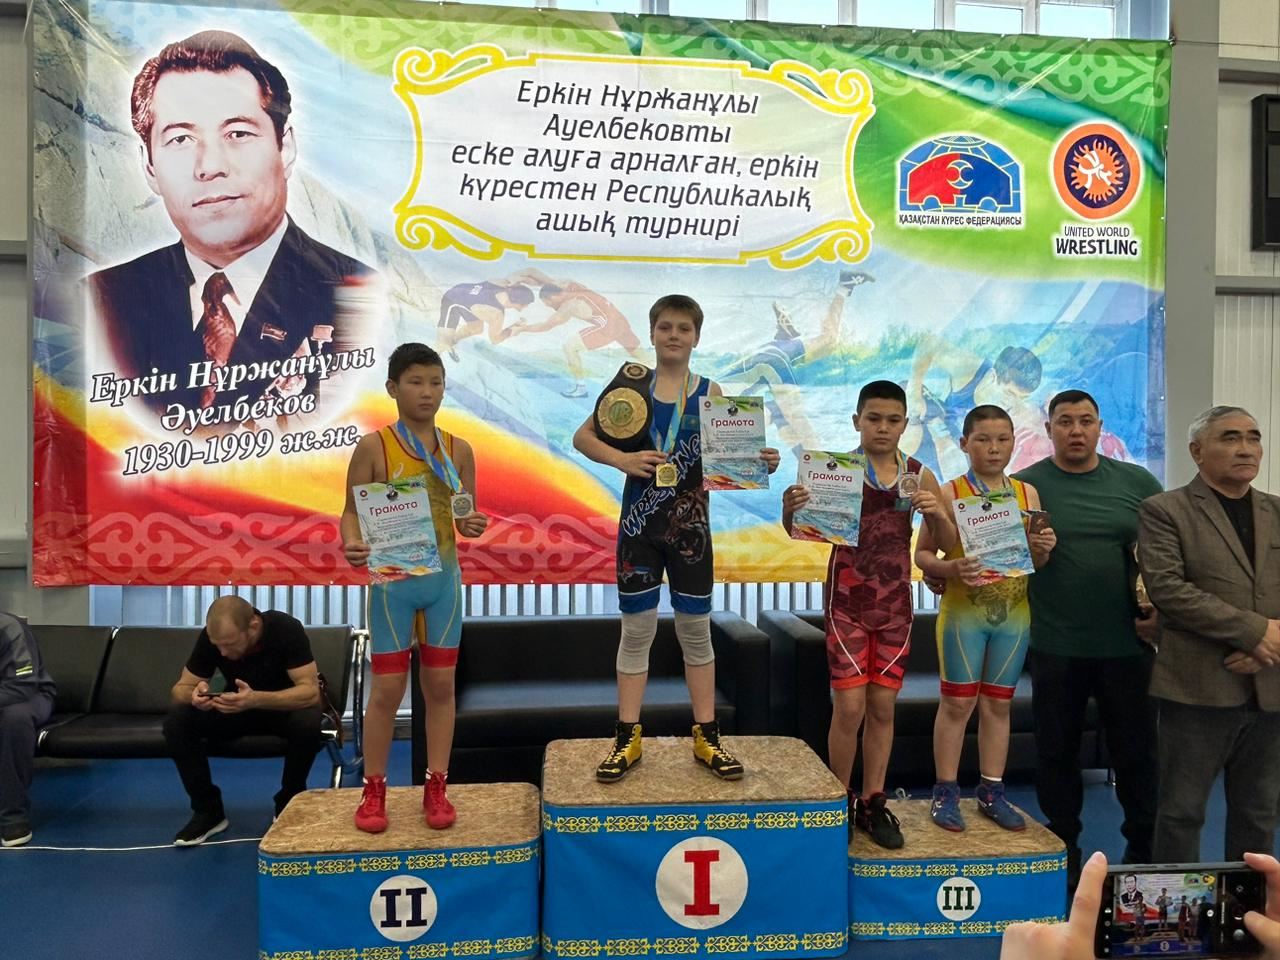 Еркін Нұржанұлы
Ауелбековты
еске алуға арналған, еркін
күрестен Республикалық
ашық турнирі
ҚАЗАҚСТАН КҮРЕС ФЕДЕРАЦИЯСЫ
UNITED WORLD
WRESTLING
Еркін Нұржанұлы
Әуелбеков
1930-1999 ж.ж.
Грамота
Грамота
Грамота
Грамота
WRESTLING
II
I
III